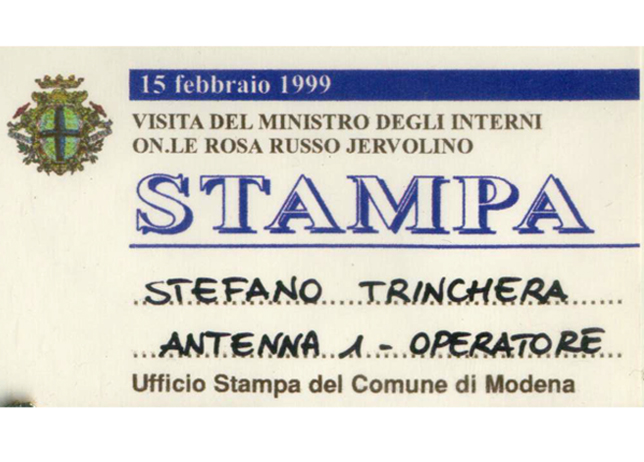 15 febbraio 1999
VISITA DEL MINISTRO DEGLI INTERNI
ON.LE ROSA RUSSO JERVOLINO
STAMPA
STEFANO TRINCHERA
ANTENNA 1 - OPERATORE
Ufficio Stampa del Comune di Modena